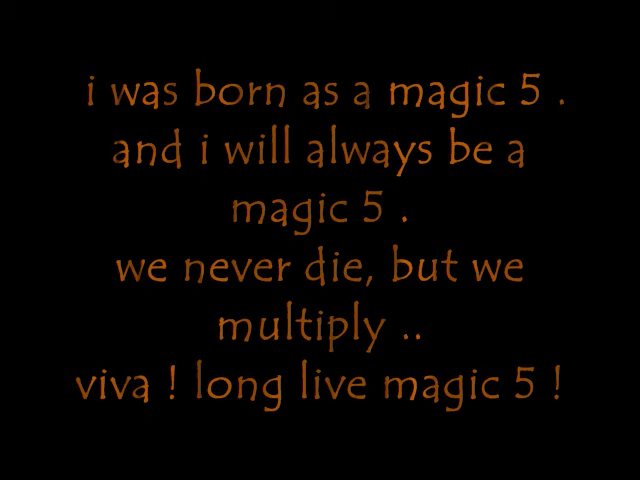 i was born as a magic 5 .
and i will always be a
magic 5 .
we never die, but we
multiply ..
viva ! long live magic 5 !